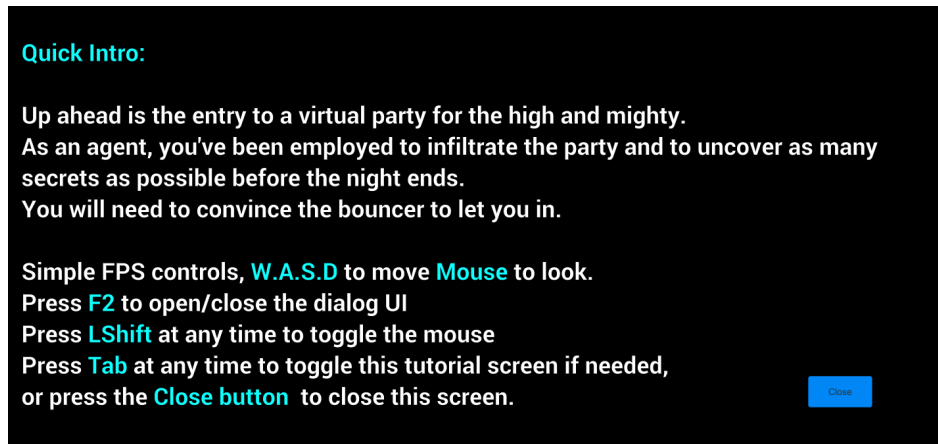 Quick Intro:
Up ahead is the entry to a virtual party for the high and mighty.
As an agent, you've been employed to infiltrate the party and to uncover as many
secrets as possible before the night ends.
You will need to convince the bouncer to let you in.
Simple FPS controls, W.A.S.D to move Mouse to look.
Press F2 to open/close the dialog UI
Press LShift at any time to toggle the mouse
Press Tab at any time to toggle this tutorial screen if needed,
or press the Close button to close this screen.
Close